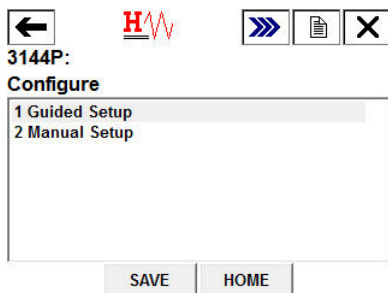 H
3144P:
Configure
1 Guided Setup
2 Manual Setup
SAVE HOME